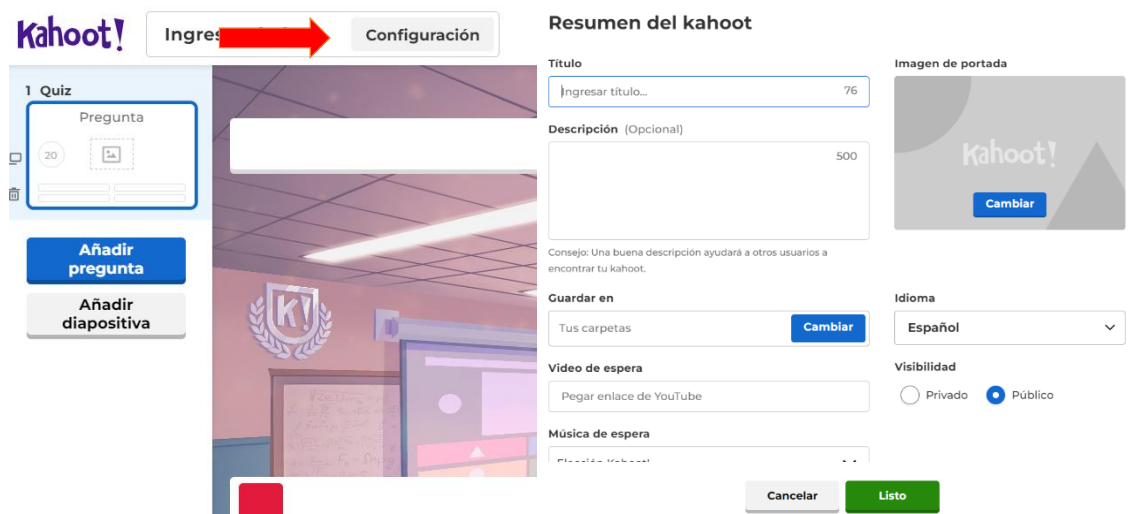 Kahoot!
Ingre
Configuración
1 Quiz
Pregunta
20
Añadir
pregunta
Añadir
diapositiva
K!
Resumen del kahoot
Título
Ingresar título...
76
Descripción (Opcional)
500
Consejo: Una buena descripción ayudará a otros usuarios a
encontrar tu kahoot.
Guardar en
Tus carpetas
Cambiar
Video de espera
Pegar enlace de YouTube
Música de espera
Imagen de portada
Kahoot!
Cambiar
Idioma
Español
Visibilidad
Privado
Público
Cancelar
Listo